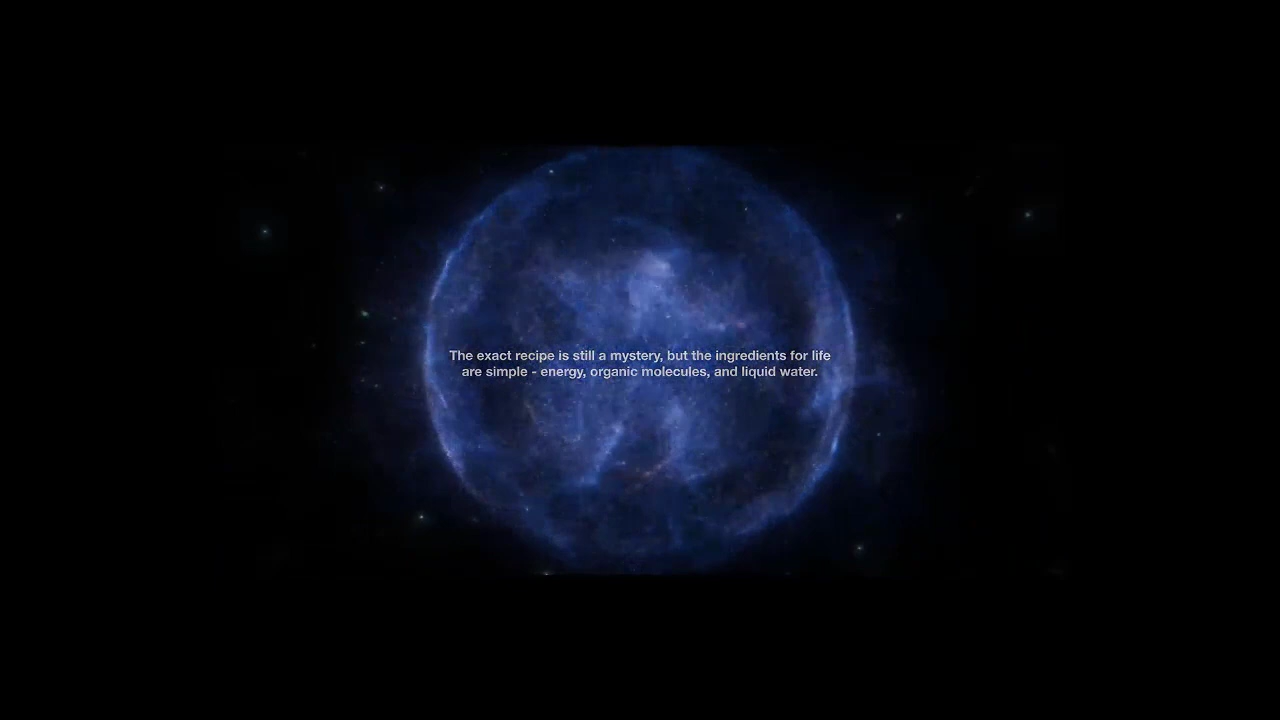 The exact recipe is still a mystery, but the ingredients for life
are simple - energy, organic molecules, and liquid water.